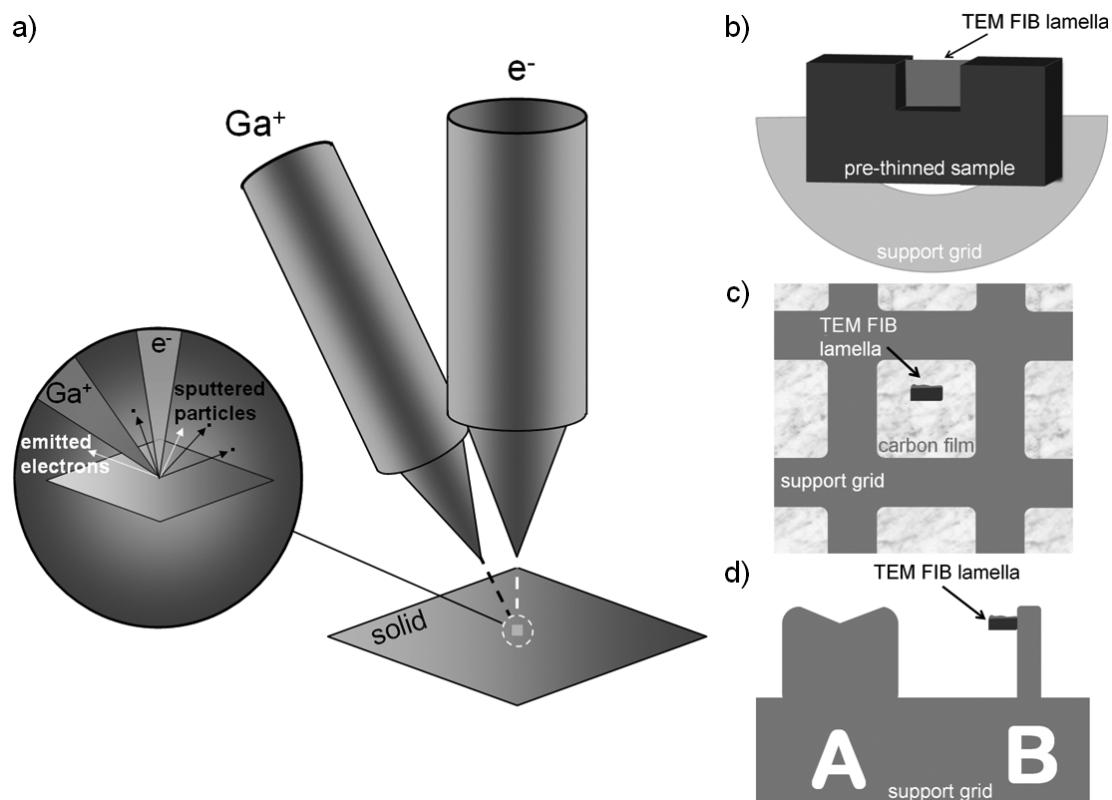 a)
Ga⁺
e⁻
e⁻
Ga⁺
sputtered
particles
emitted
electrons
solid
b)
TEM FIB lamella
pre-thinned sample
support grid
c)
TEM FIB
lamella
carbon film
support grid
d)
TEM FIB lamella
A
B
support grid